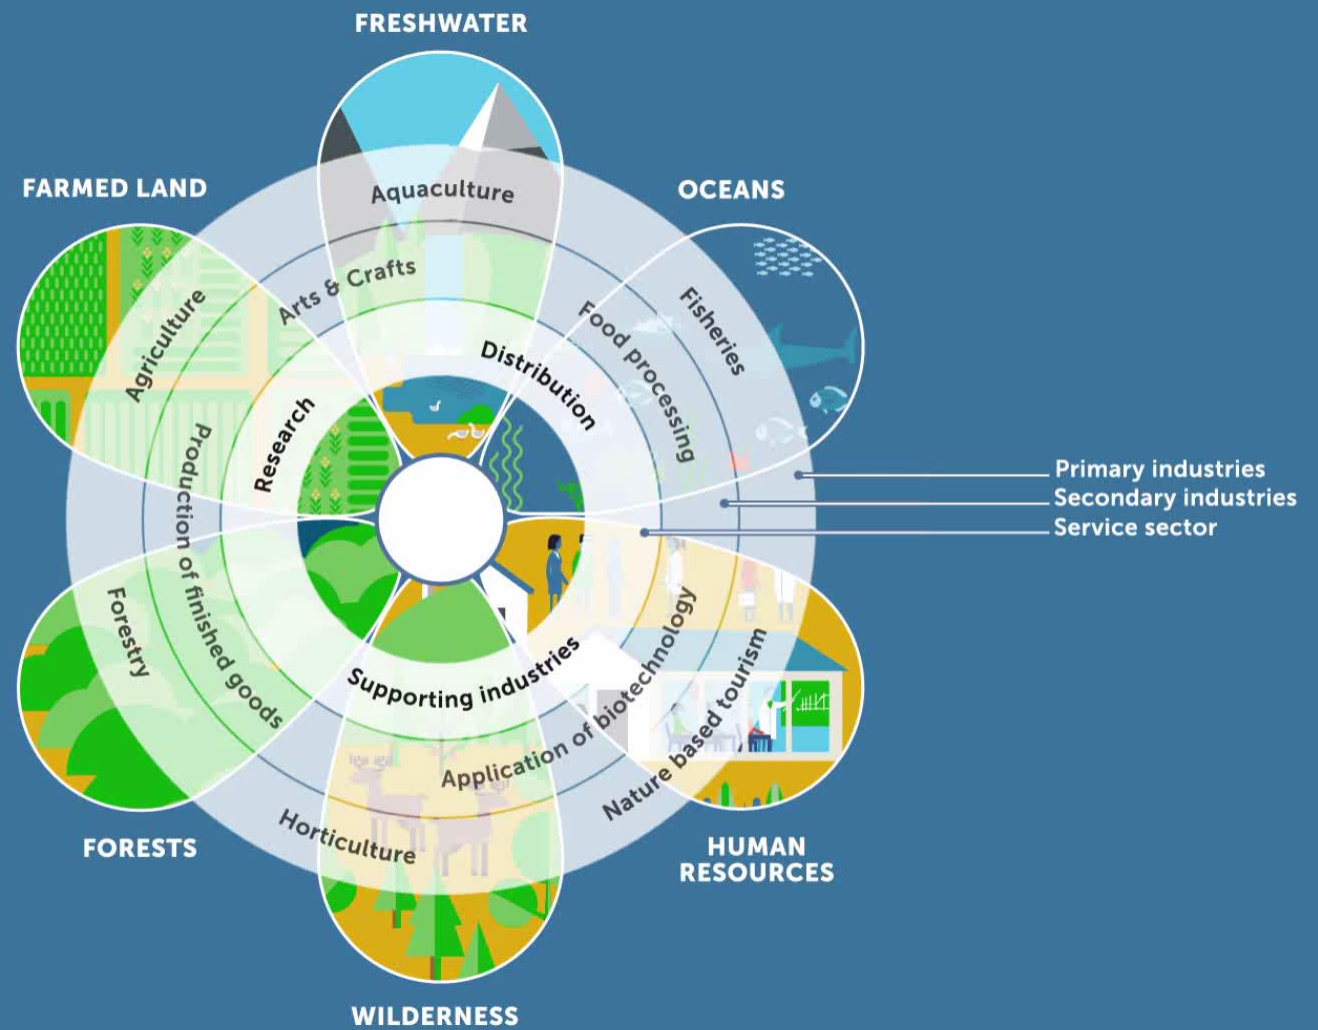 FRESHWATER
FARMED LAND
OCEANS
Aquaculture
Arts & Crafts
Agriculture
Fisheries
Food processing
Distribution
Research
Production of finished goods
Primary industries
Secondary industries
Service sector
Forestry
Supporting industries
Application of biotechnology
Nature based tourism
Horticulture
FORESTS
HUMAN
RESOURCES
WILDERNESS